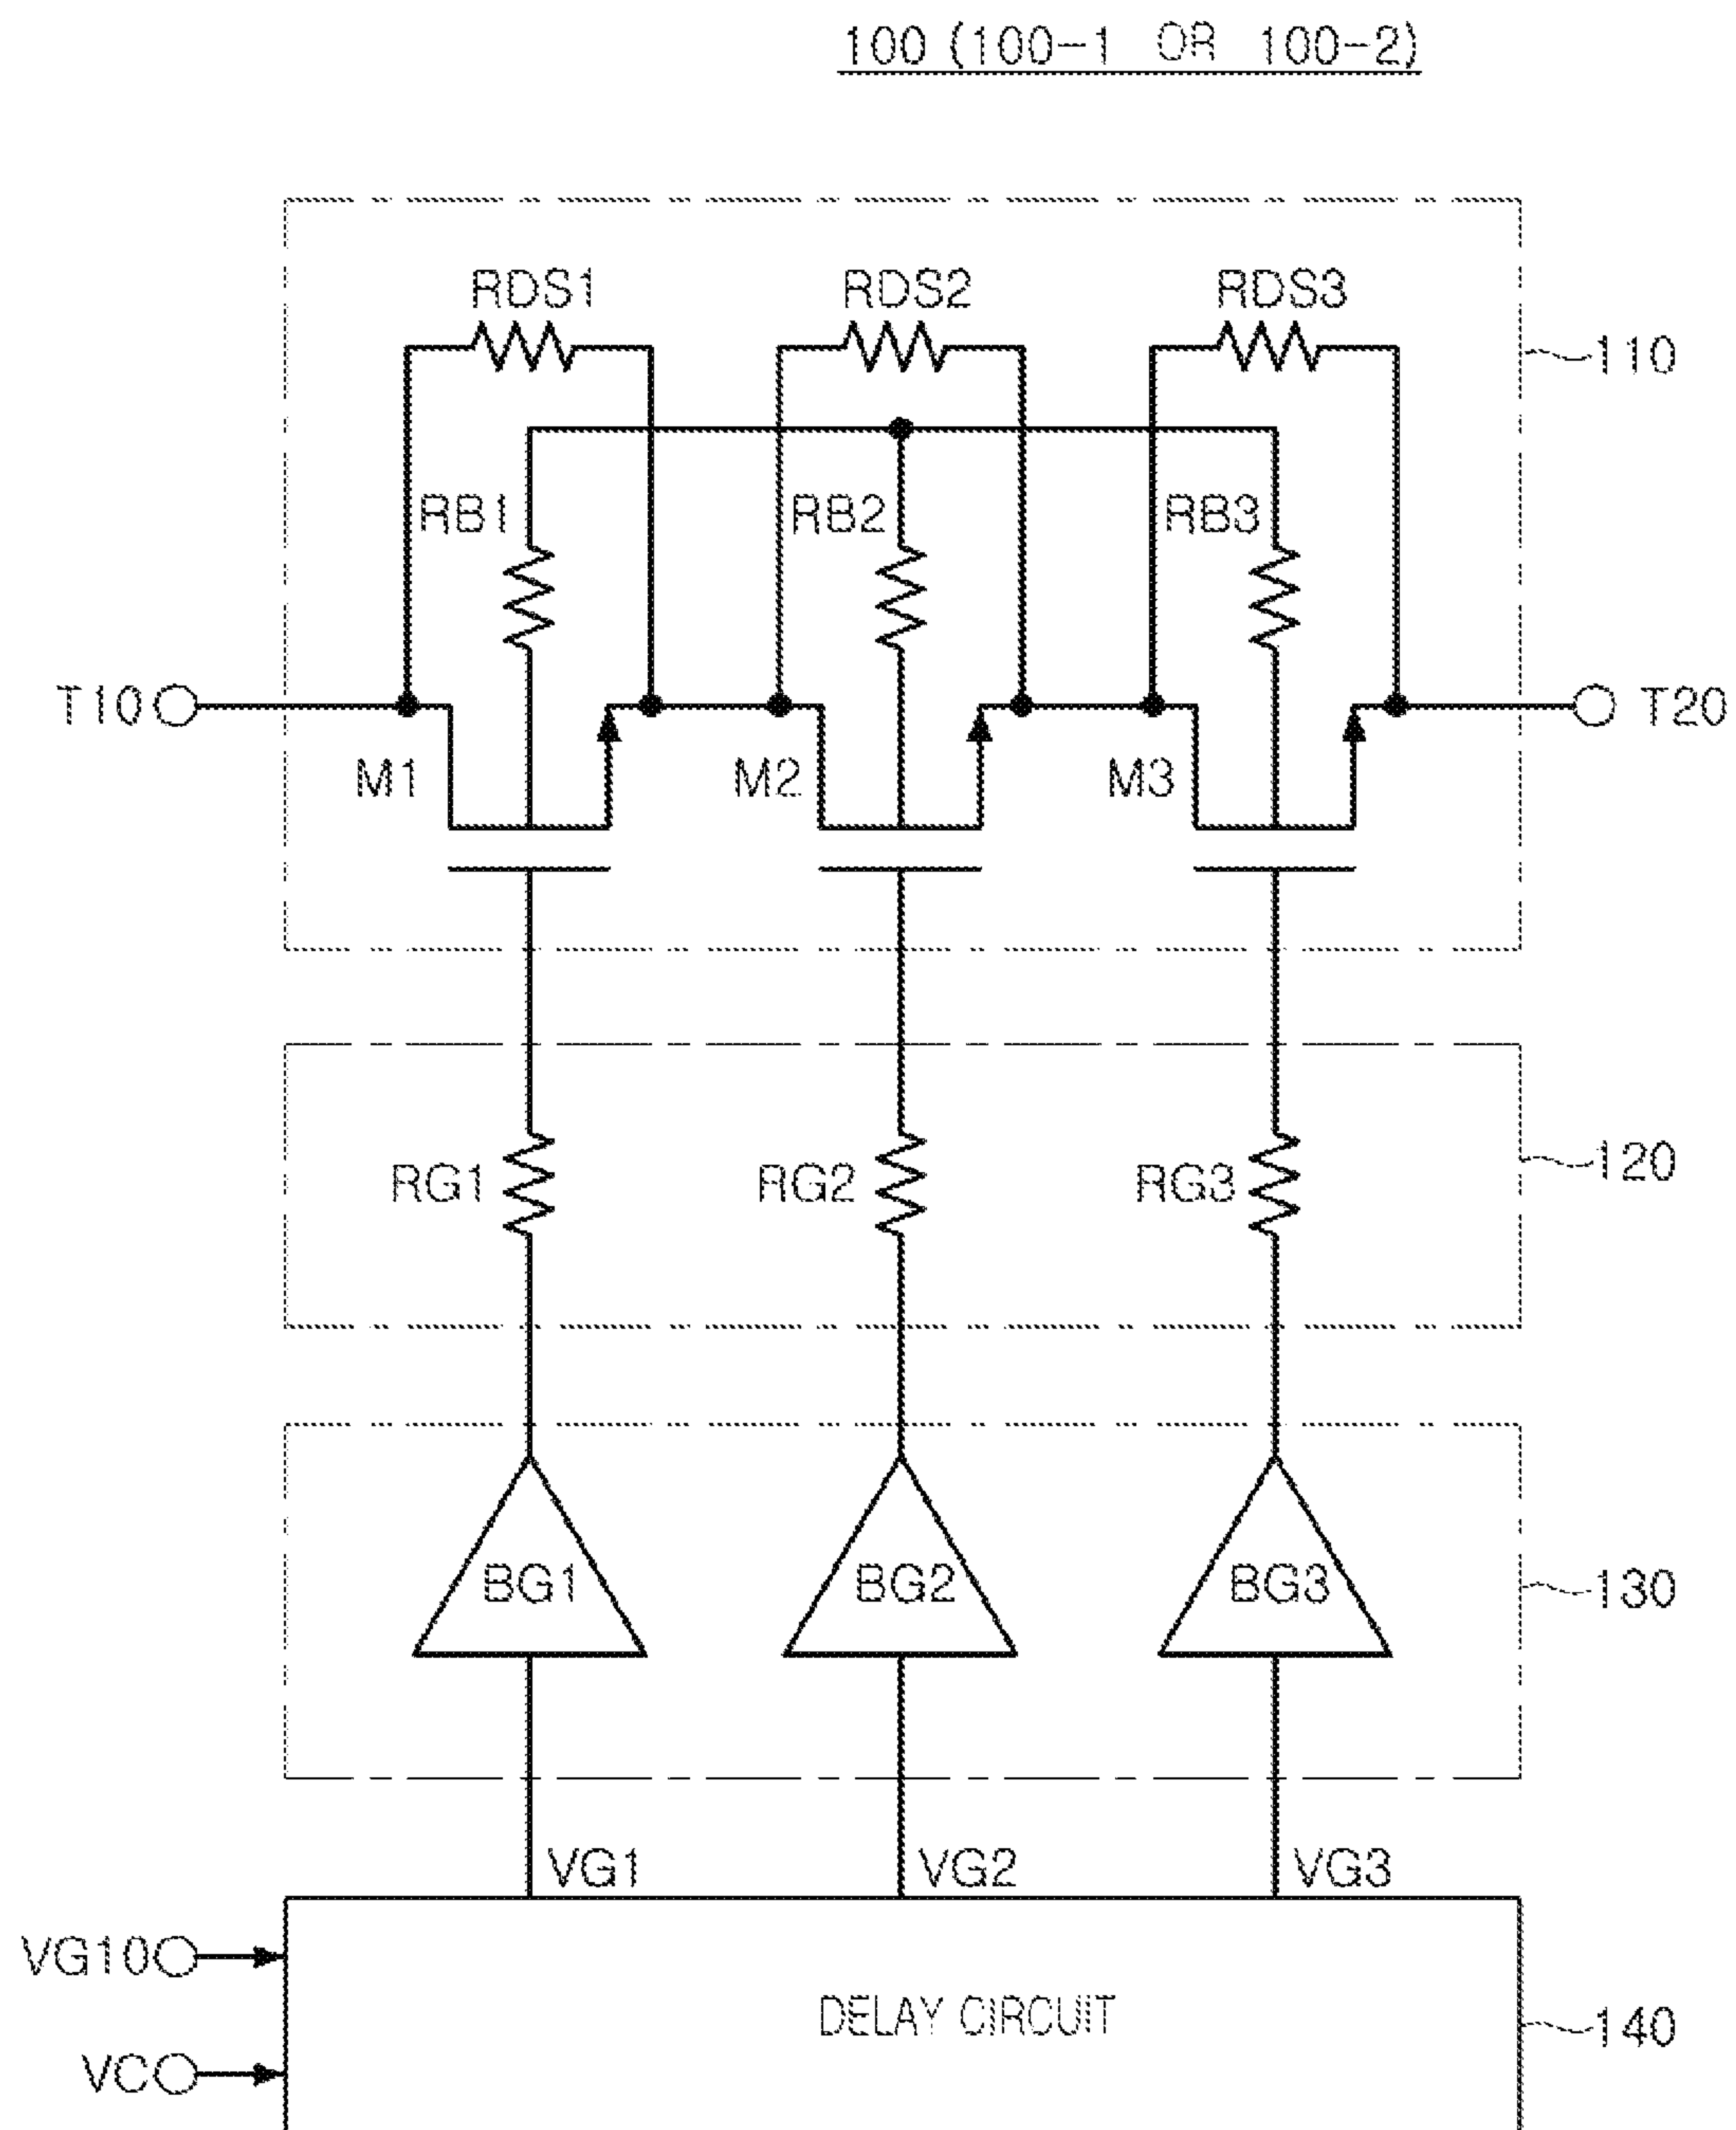 100 (100-1 OR 100-2)
RDS1 RDS2 RDS3
110
RB1 RB2 RB3
T10 T20
M1 M2 M3
RG1 RG2 RG3
120
BG1 BG2 BG3
130
VG1 VG2 VG3
VG10
DELAY CIRCUIT
140
VC